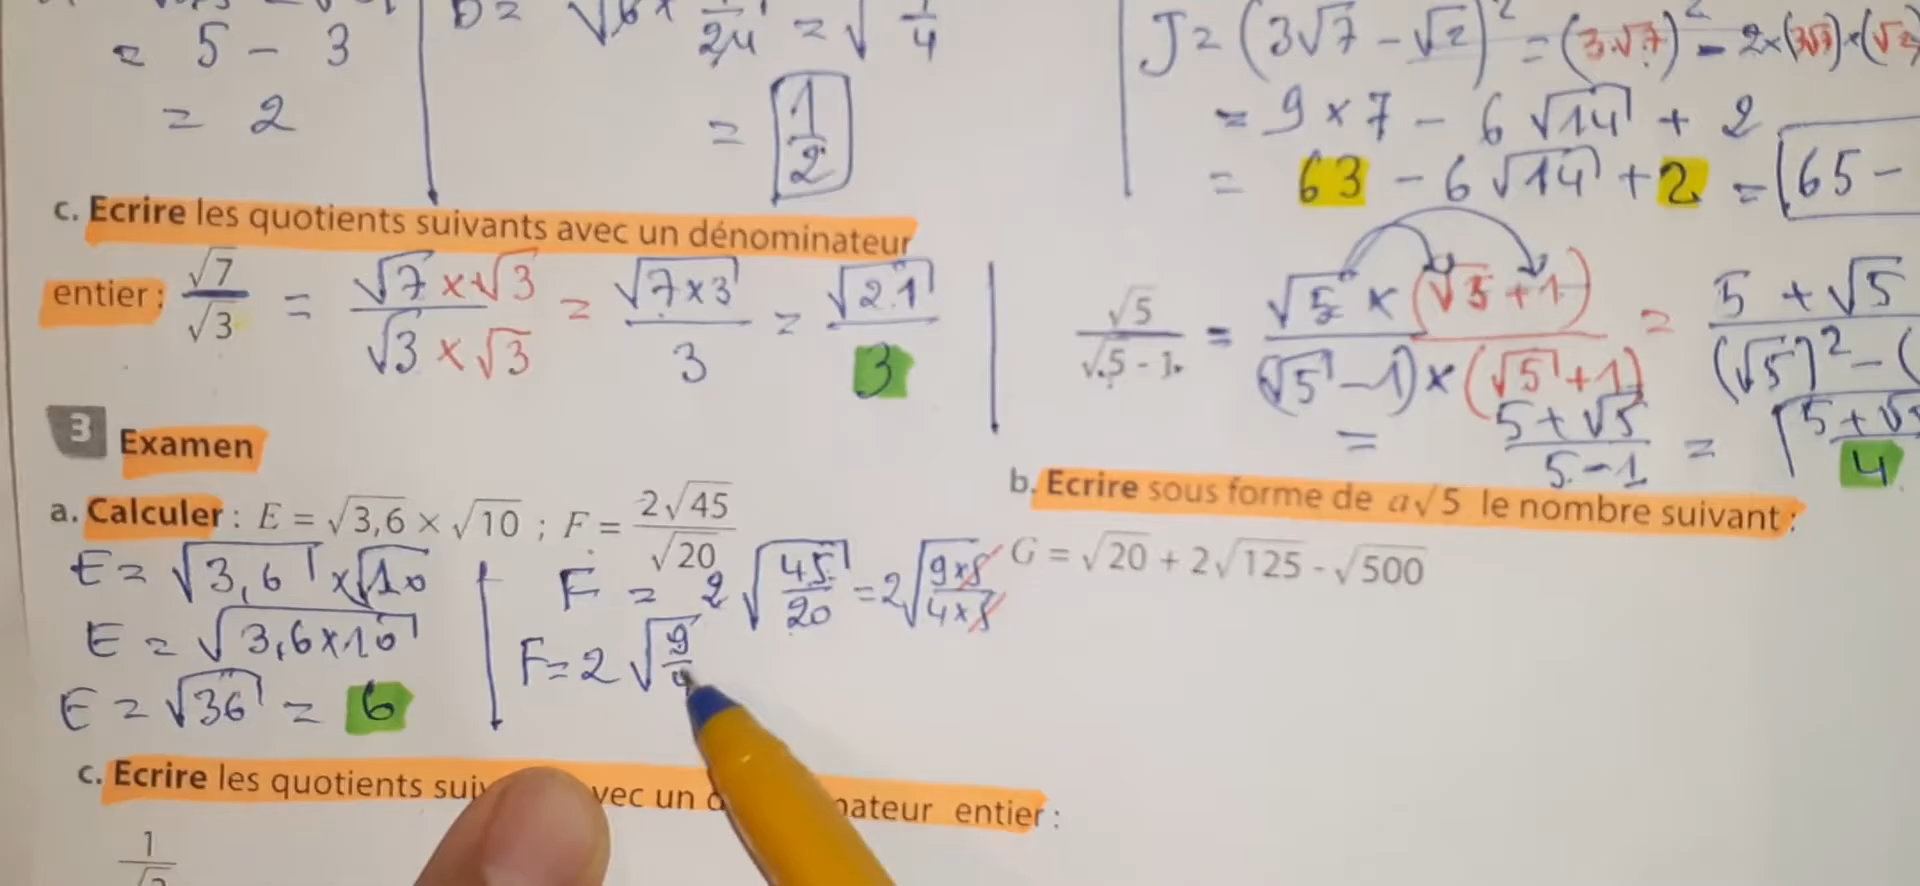 = 5 - 3
= 2
= √(1/4)
= 1/2
J = (3√7 - √2)² = (3√7)² - 2×(3√7)×(√2)
= 9 × 7 - 6√14 + 2
= 63 - 6√14 + 2 = 65 -
c. Ecrire les quotients suivants avec un dénominateur
entier : √7/√3 = (√7 × √3)/(√3 × √3) = √(7×3)/3 = √21/3
√5/(√5 - 1) = (√5 × (√5 + 1))/((√5 - 1) × (√5 + 1)) = (5 + √5)/((√5)² - (
= (5 + √5)/(5 - 1) = (5 + √5)/4
3 Examen
a. Calculer : E = √3,6 × √10 ; F = 2√45/√20
E = √3,6 × √10
E = √(3,6×10)
E = √36 = 6
F = 2√(45/20) = 2√((9×5)/(4×5))
F = 2√(9/4)
b. Ecrire sous forme de a√5 le nombre suivant :
G = √20 + 2√125 - √500
c. Ecrire les quotients entier :